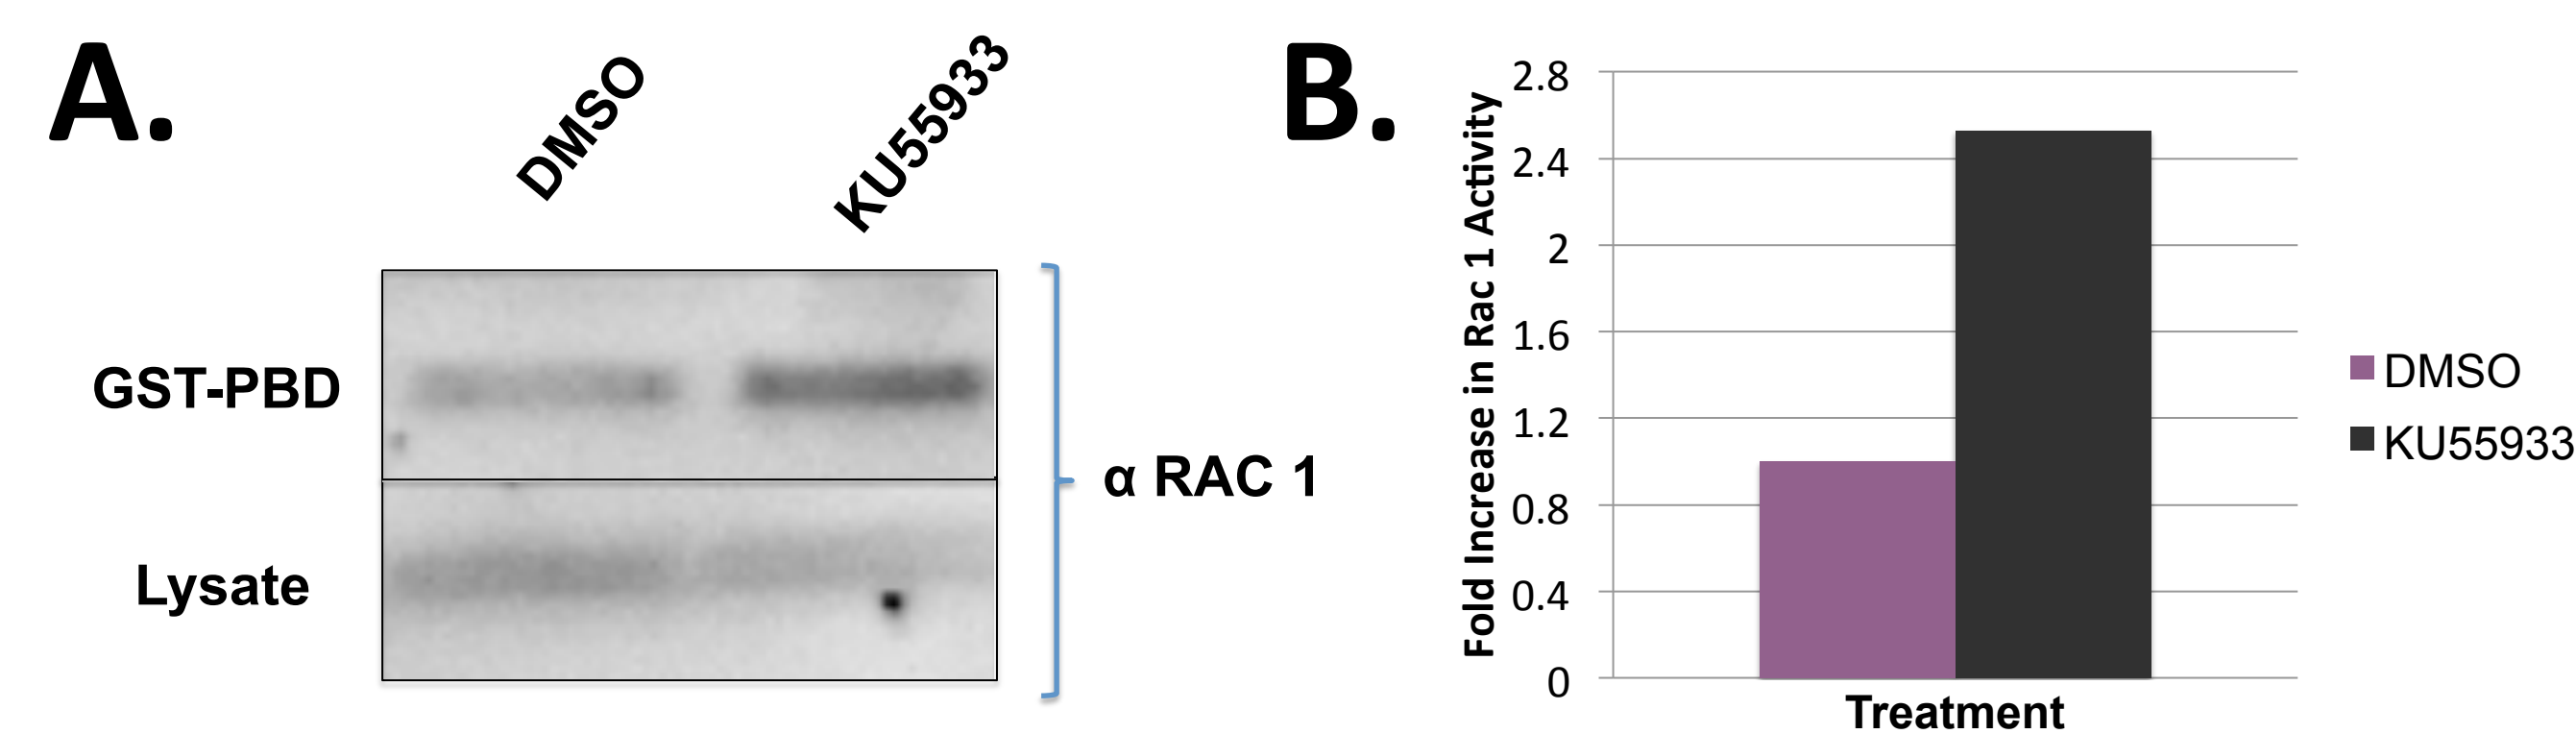 A.
DMSO
KU55933
GST-PBD
Lysate
α RAC 1
B.
Fold Increase in Rac 1 Activity
2.8
2.4
2
1.6
1.2
0.8
0.4
0
Treatment
DMSO
KU55933